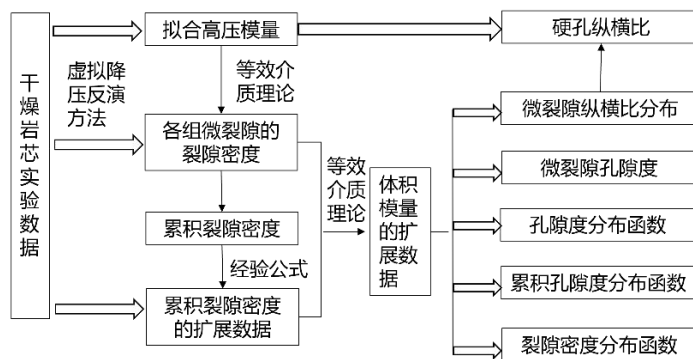 干燥岩芯实验数据
虚拟降
压反演
方法
拟合高压模量
等效介
质理论
各组微裂隙的
裂隙密度
累积裂隙密度
经验公式
累积裂隙密度
的扩展数据
等效
介质
理论
体积
模量
的扩
展数
据
硬孔纵横比
微裂隙纵横比分布
微裂隙孔隙度
孔隙度分布函数
累积孔隙度分布函数
裂隙密度分布函数